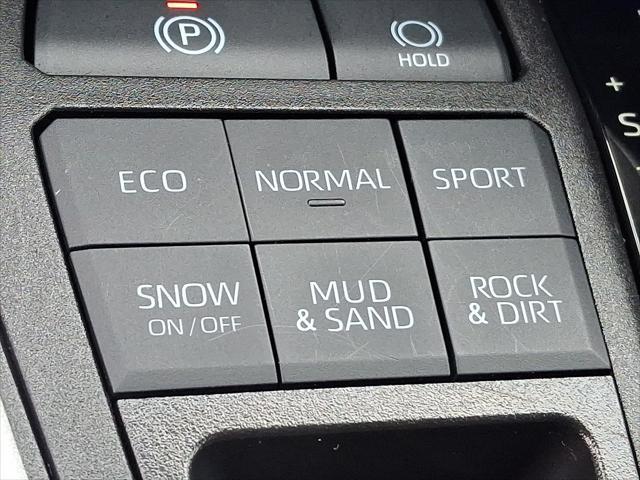 P
HOLD
+
S
ECO
NORMAL
SPORT
SNOW
ON / OFF
MUD
& SAND
ROCK
& DIRT